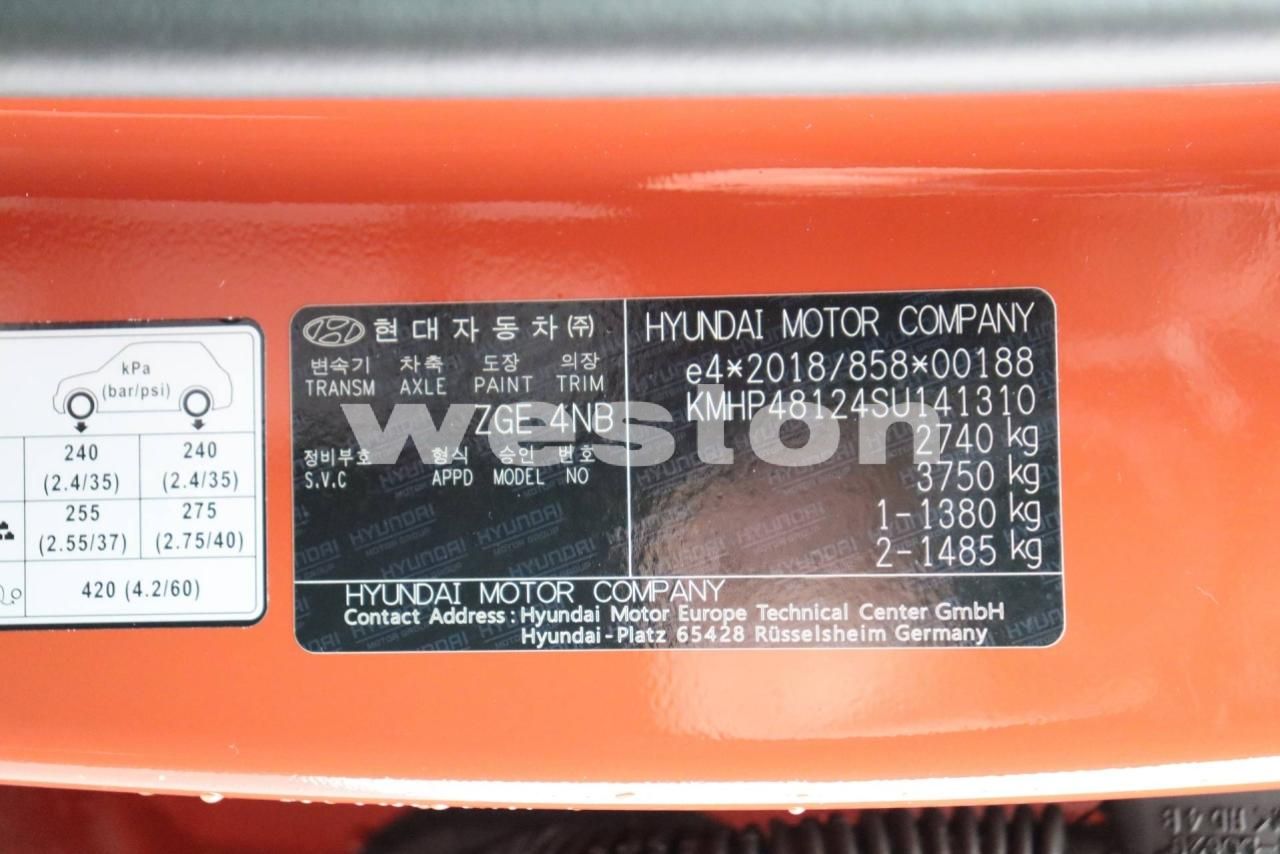 kPa
(bar/psi)
240 240
(2.4/35) (2.4/35)
255 275
(2.55/37) (2.75/40)
420 (4.2/60)
현대자동차(주)
변속기 차축 도장 의장
TRANSM AXLE PAINT TRIM
ZGE 4NB
정비부호 형식 승인 번호
S.V.C APPD MODEL NO
HYUNDAI MOTOR COMPANY
e4*2018/858*00188
KMHP48124SU141310
2740 kg
3750 kg
1-1380 kg
2-1485 kg
HYUNDAI MOTOR COMPANY
Contact Address : Hyundai Motor Europe Technical Center GmbH
Hyundai-Platz 65428 Rüsselsheim Germany
weston